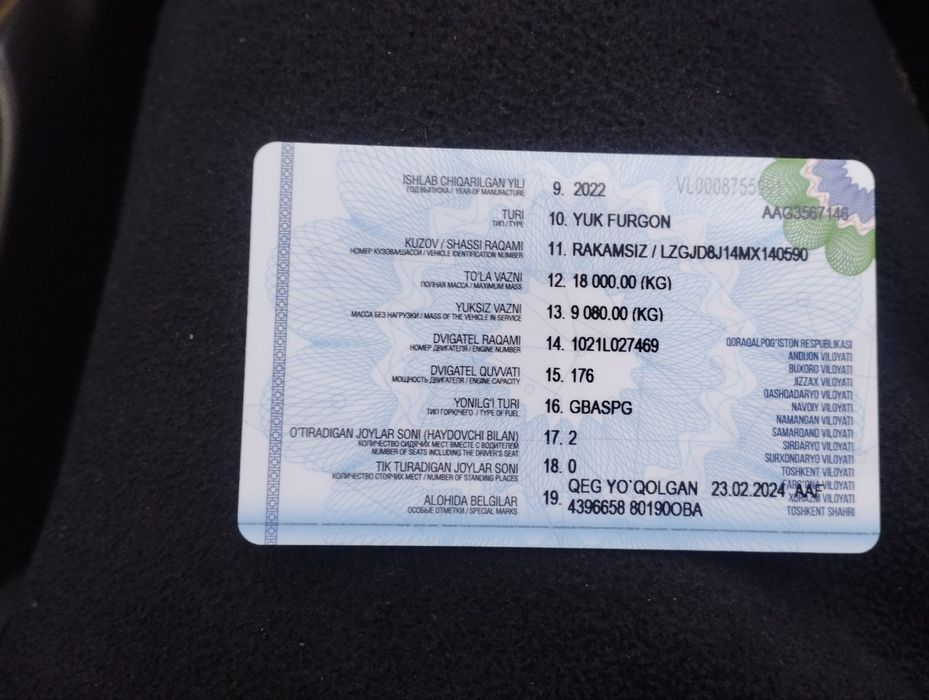 ISHLAB CHIQARILGAN YILI 9. 2022
ГОД ВЫПУСКА / YEAR OF MANUFACTURE
AAG3567146
TURI 10. YUK FURGON
ТИП / TYPE
KUZOV / SHASSI RAQAMI 11. RAKAMSIZ / LZGJD8J14MX140590
НОМЕР КУЗОВА/ШАССИ / VEHICLE IDENTIFICATION NUMBER
TO'LA VAZNI 12. 18 000.00 (KG)
ПОЛНАЯ МАССА / MAXIMUM MASS
YUKSIZ VAZNI 13. 9 080.00 (KG)
МАССА БЕЗ НАГРУЗКИ / MASS OF THE VEHICLE IN SERVICE
DVIGATEL RAQAMI 14. 1021L027469
НОМЕР ДВИГАТЕЛЯ / ENGINE NUMBER
DVIGATEL QUVVATI 15. 176
МОЩНОСТЬ ДВИГАТЕЛЯ / ENGINE CAPACITY
YONILG'I TURI 16. GBASPG
ТИП ГОРЮЧЕГО / TYPE OF FUEL
O'TIRADIGAN JOYLAR SONI (HAYDOVCHI BILAN) 17. 2
КОЛИЧЕСТВО СИДЯЧИХ МЕСТ ВМЕСТЕ С ВОДИТЕЛЕМ
NUMBER OF SEATS INCLUDING THE DRIVER'S SEAT
TIK TURADIGAN JOYLAR SONI 18. 0
КОЛИЧЕСТВО СТОЯЧИХ МЕСТ / NUMBER OF STANDING PLACES
ALOHIDA BELGILAR 19. QEG YO`QOLGAN 23.02.2024 AAF
ОСОБЫЕ ОТМЕТКИ / SPECIAL MARKS
4396658 80190OBA
QORAQALPOG'ISTON RESPUBLIKASI
ANDIJON VILOYATI
BUXORO VILOYATI
JIZZAX VILOYATI
QASHQADARYO VILOYATI
NAVOIY VILOYATI
NAMANGAN VILOYATI
SAMARQAND VILOYATI
SIRDARYO VILOYATI
SURXONDARYO VILOYATI
TOSHKENT VILOYATI
FARG'ONA VILOYATI
XORAZM VILOYATI
TOSHKENT SHAHRI